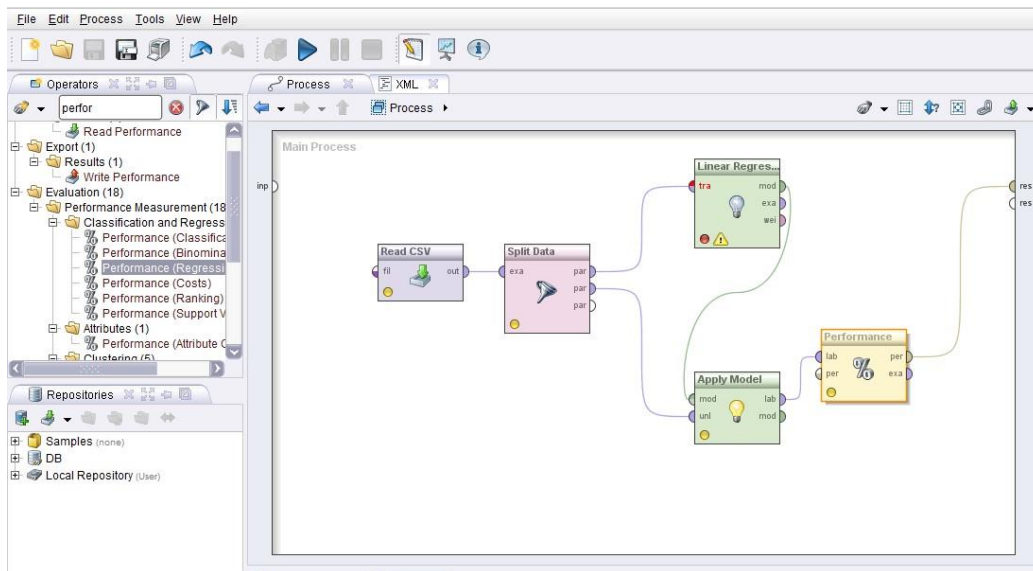 File Edit Process Tools View Help
Operators
perfor
Read Performance
Export (1)
Results (1)
Write Performance
Evaluation (18)
Performance Measurement (18
Classification and Regress
Performance (Classifica
Performance (Binomina
Performance (Regressi
Performance (Costs)
Performance (Ranking)
Performance (Support V
Attributes (1)
Performance (Attribute C
Clustering (5)
Repositories
Samples (none)
DB
Local Repository (User)
Process XML
Process
Main Process
inp
res
res
Linear Regres...
tra mod
exa
wei
Read CSV
fil out
Split Data
exa par
par
par
Performance
lab per
per exa
Apply Model
mod lab
unl mod